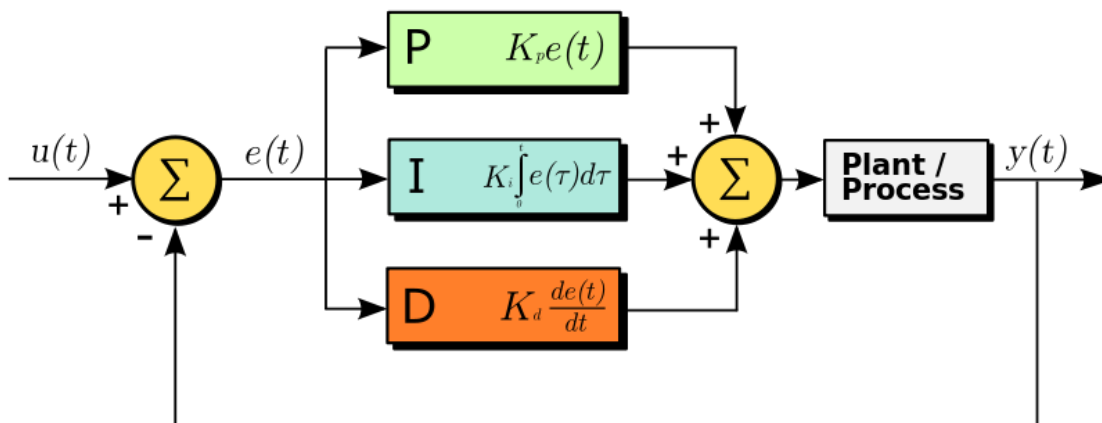 P K_p e(t)
u(t)
+
-
Σ
e(t)
I K_i ∫_0^t e(τ)dτ
D K_d de(t)/dt
+
+
+
Σ
Plant /
Process
y(t)